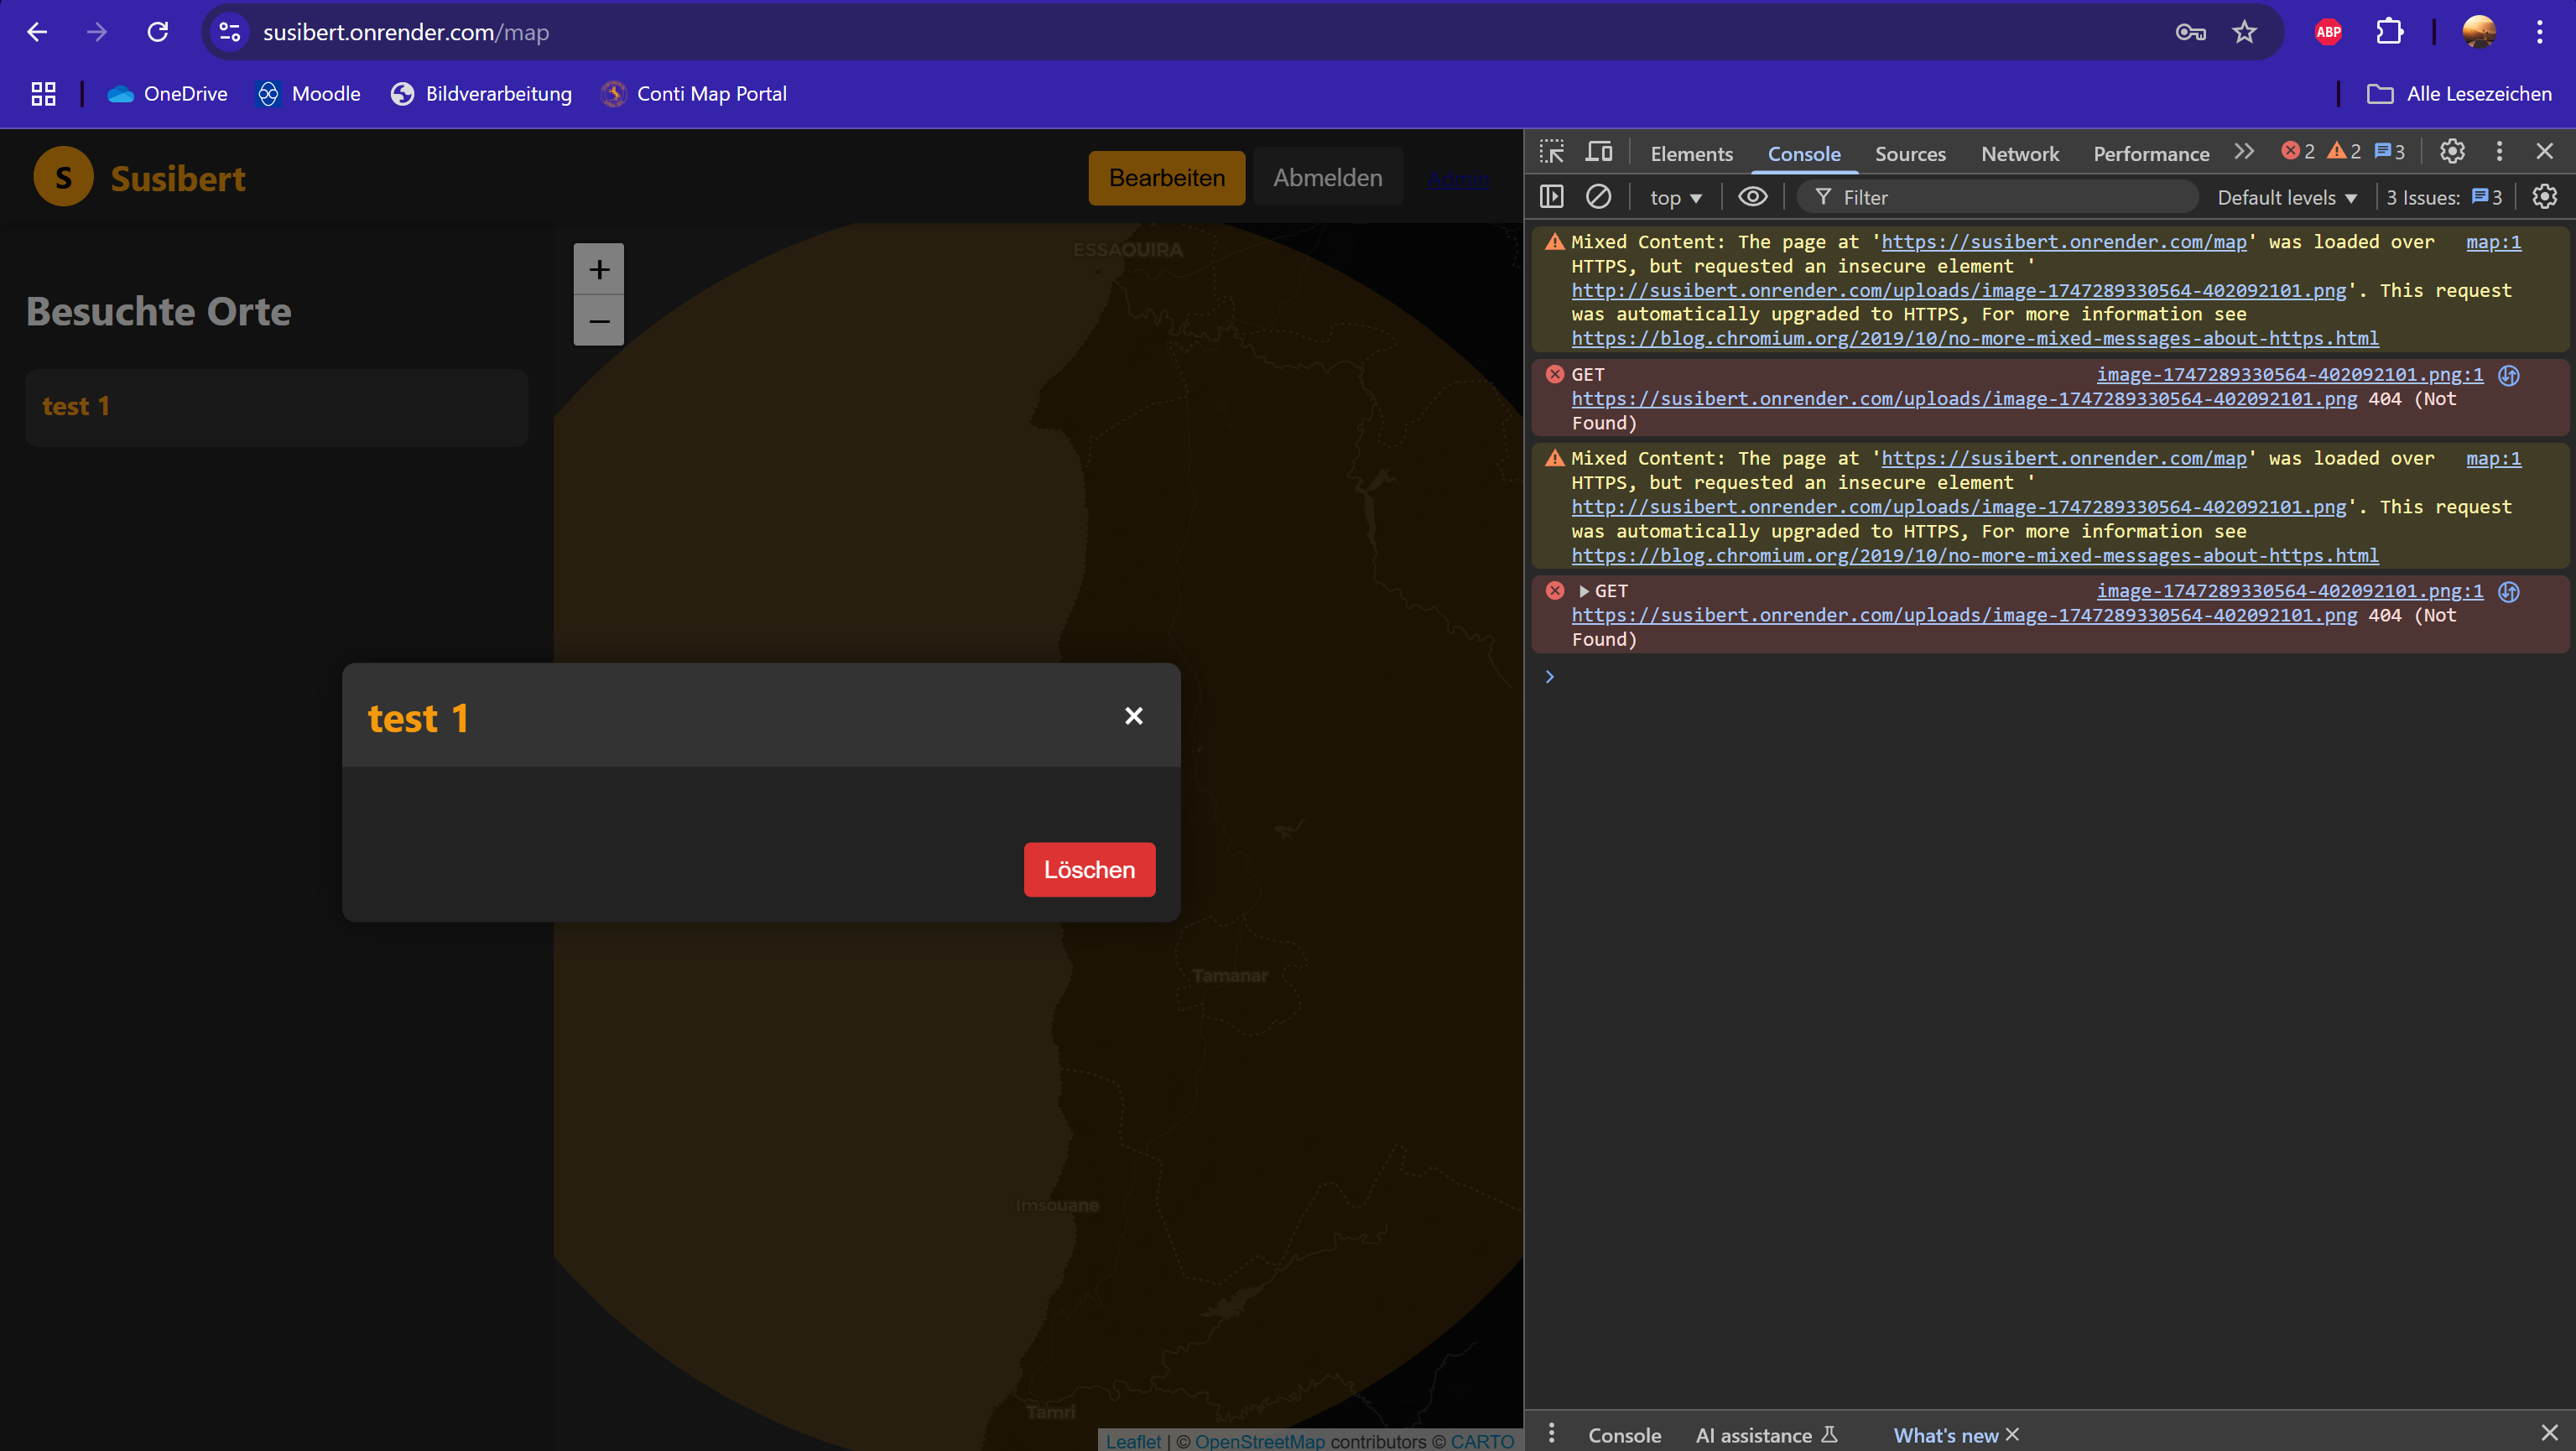 susibert.onrender.com/map
ABP
OneDrive
Moodle
Bildverarbeitung
Conti Map Portal
Alle Lesezeichen
S
Susibert
Bearbeiten
Abmelden
Admin
Besuchte Orte
test 1
+
−
ESSAOUIRA
Tamanar
Imsouane
Tamri
test 1
×
Löschen
Leaflet | © OpenStreetMap contributors © CARTO
Elements
Console
Sources
Network
Performance
2
2
3
top
Filter
Default levels
3 Issues:
3
Mixed Content: The page at 'https://susibert.onrender.com/map' was loaded over map:1
HTTPS, but requested an insecure element '
http://susibert.onrender.com/uploads/image-1747289330564-402092101.png'. This request
was automatically upgraded to HTTPS, For more information see
https://blog.chromium.org/2019/10/no-more-mixed-messages-about-https.html
GET image-1747289330564-402092101.png:1
https://susibert.onrender.com/uploads/image-1747289330564-402092101.png 404 (Not
Found)
Mixed Content: The page at 'https://susibert.onrender.com/map' was loaded over map:1
HTTPS, but requested an insecure element '
http://susibert.onrender.com/uploads/image-1747289330564-402092101.png'. This request
was automatically upgraded to HTTPS, For more information see
https://blog.chromium.org/2019/10/no-more-mixed-messages-about-https.html
GET image-1747289330564-402092101.png:1
https://susibert.onrender.com/uploads/image-1747289330564-402092101.png 404 (Not
Found)
Console
AI assistance
What's new